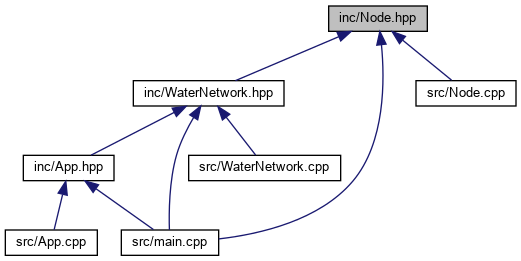 inc/Node.hpp
inc/WaterNetwork.hpp
src/Node.cpp
inc/App.hpp
src/WaterNetwork.cpp
src/App.cpp
src/main.cpp